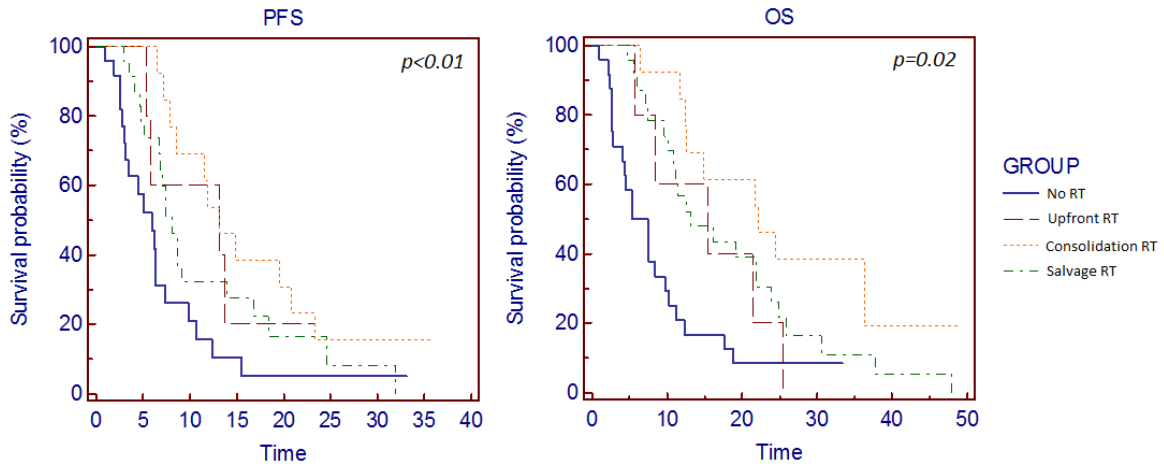 PFS
p<0.01
Survival probability (%)
100
80
60
40
20
0
0 5 10 15 20 25 30 35 40
Time
OS
p=0.02
Survival probability (%)
100
80
60
40
20
0
0 10 20 30 40 50
Time
GROUP
No RT
Upfront RT
Consolidation RT
Salvage RT